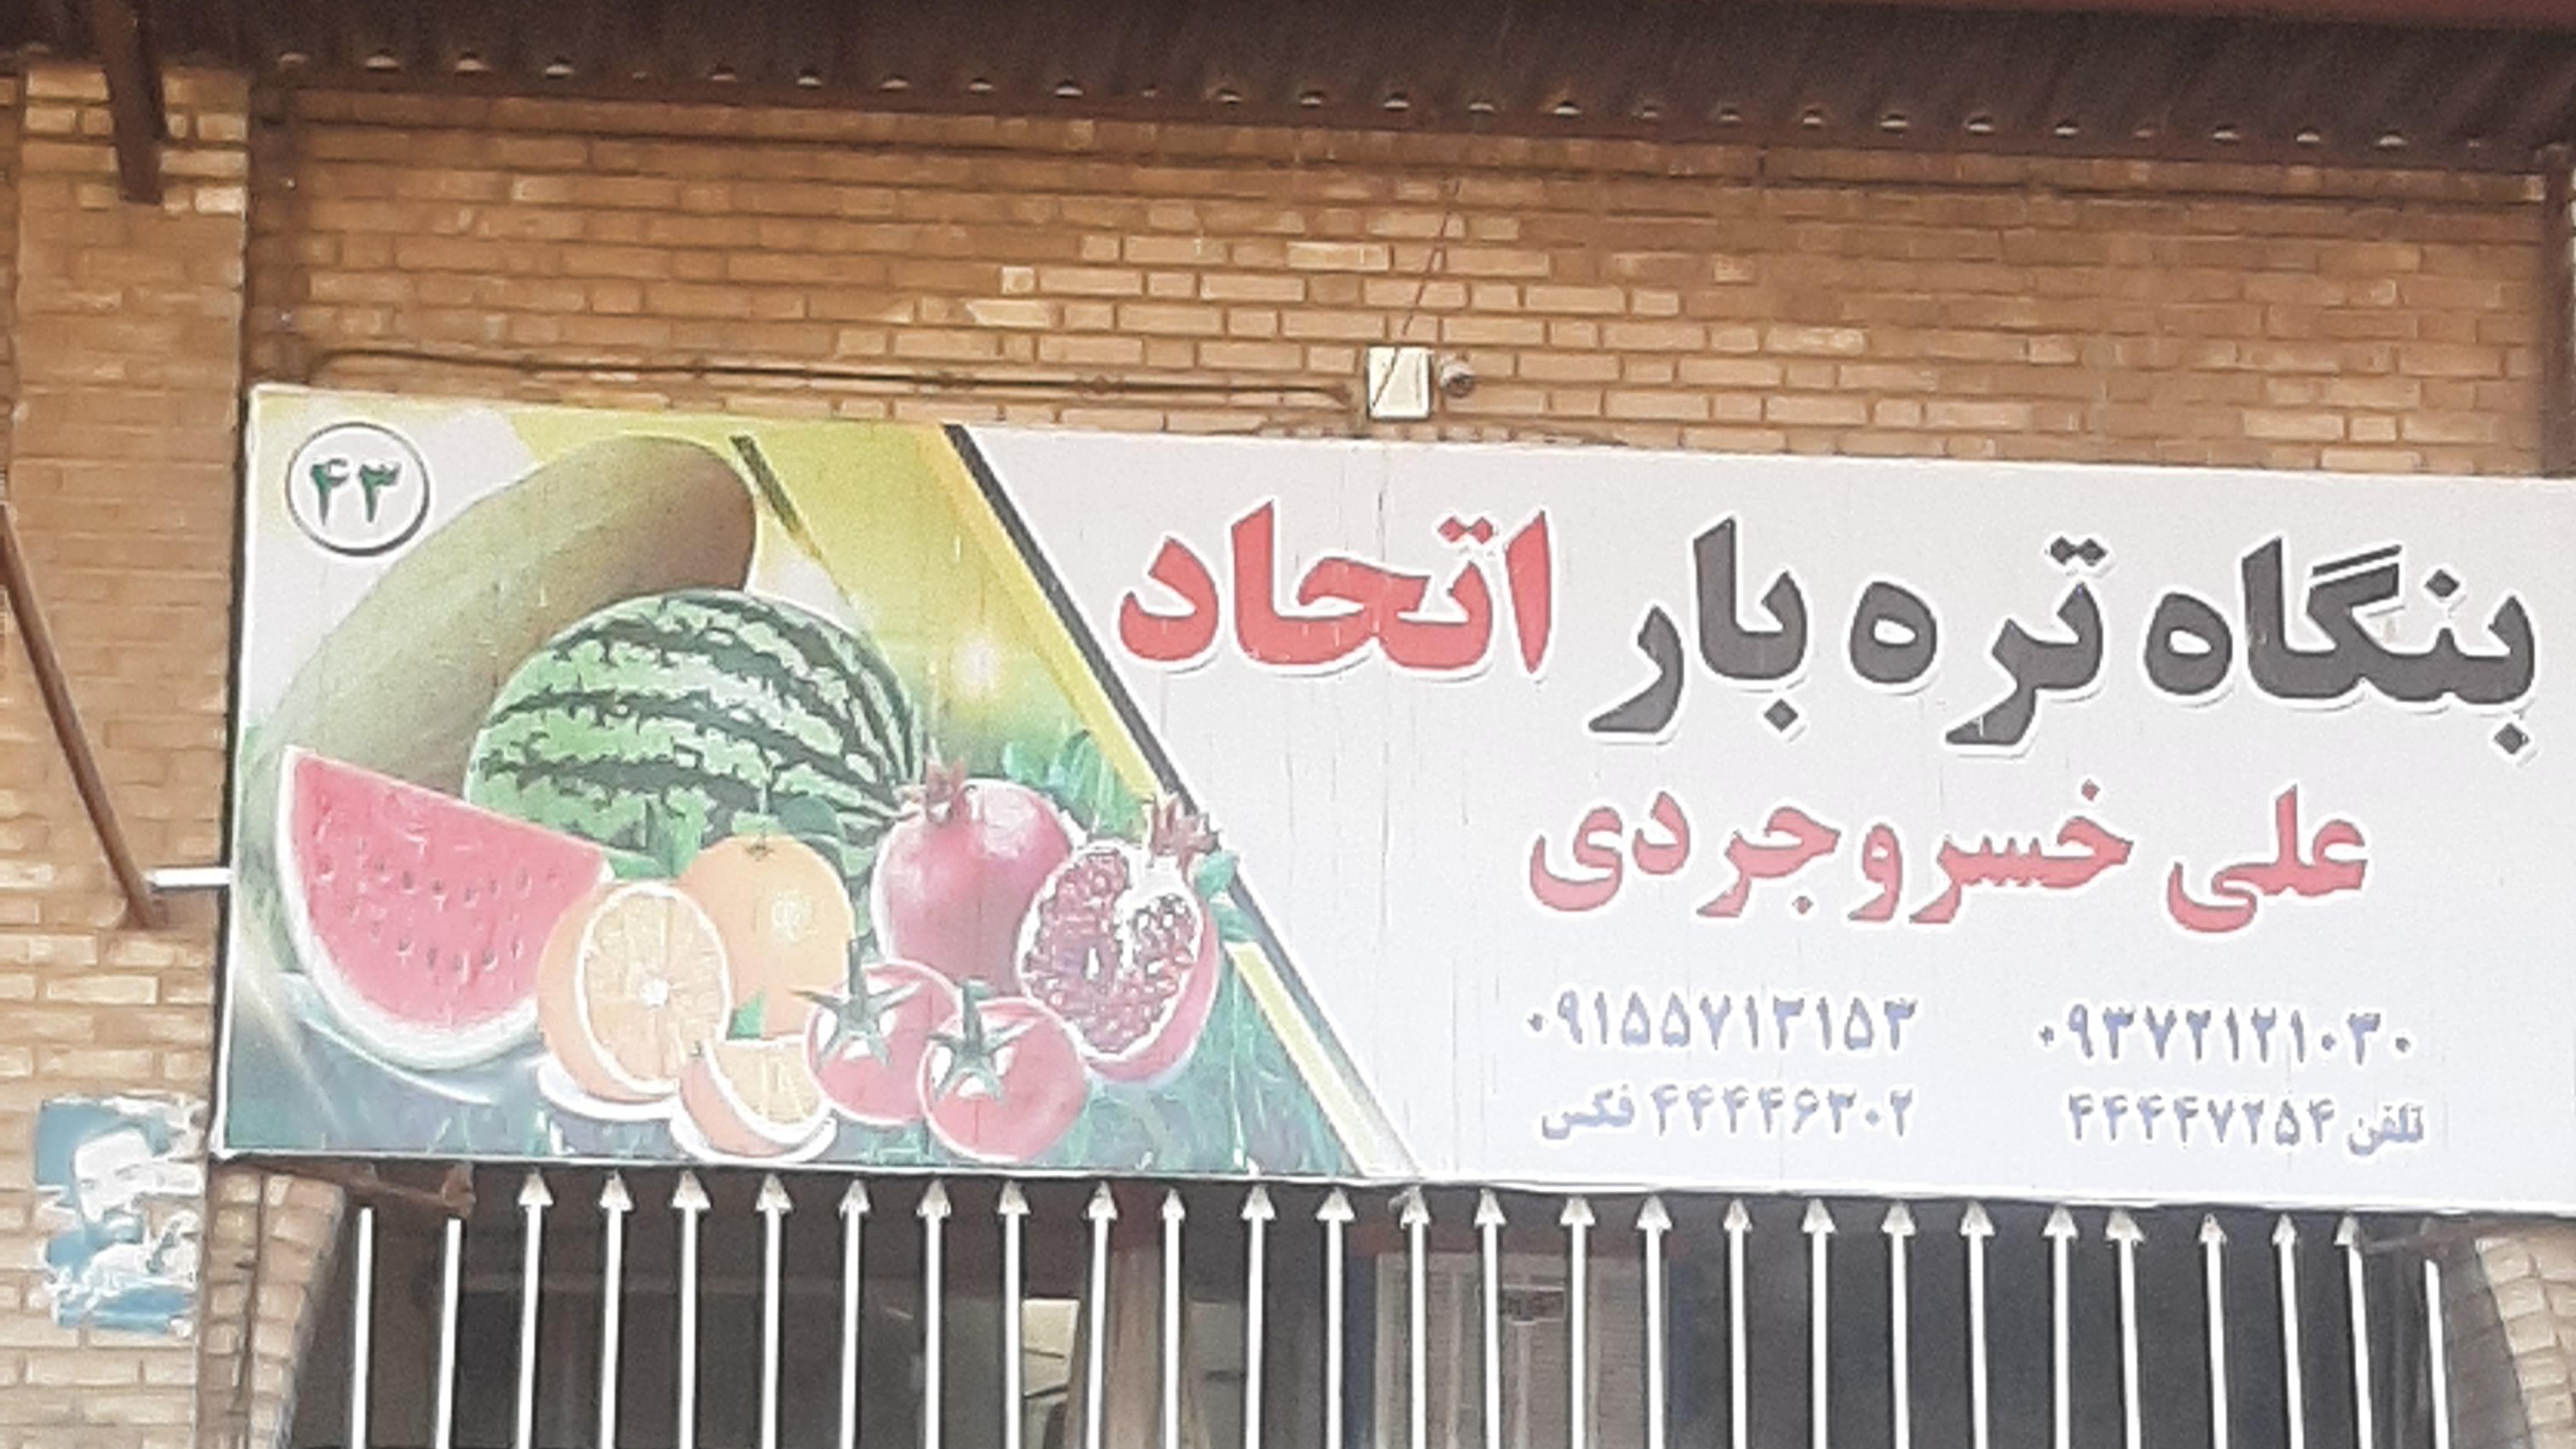 ۴۳
بنگاه تره بار اتحاد
علی خسروجردی
۰۹۳۷۲۱۲۱۰۳۰ ۰۹۱۵۵۷۱۳۱۵۳
تلفن ۴۴۴۴۷۲۵۴ ۴۴۴۴۶۳۰۲ فکس